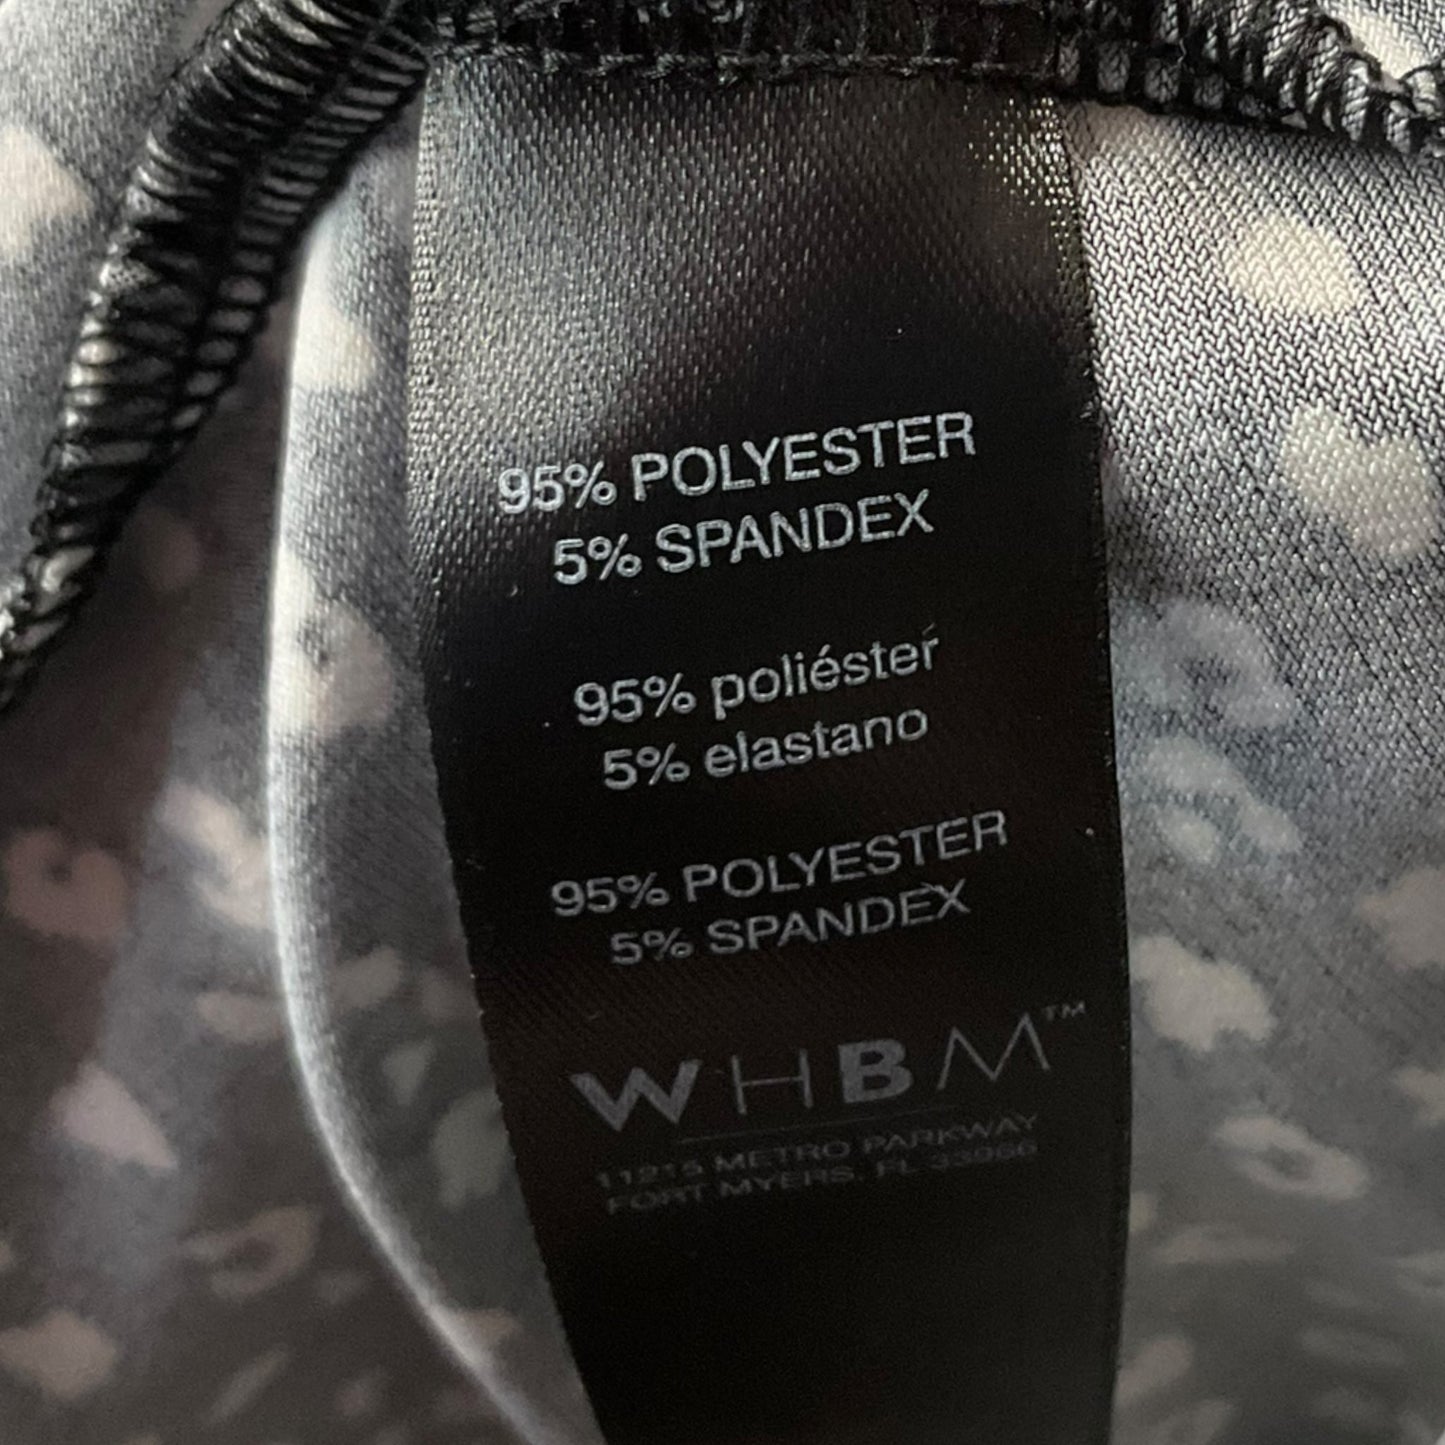 95% POLYESTER
5% SPANDEX
95% poliéster
5% elastano
95% POLYESTER
5% SPANDEX
WHBM™
11215 METRO PARKWAY
FORT MYERS, FL 33966